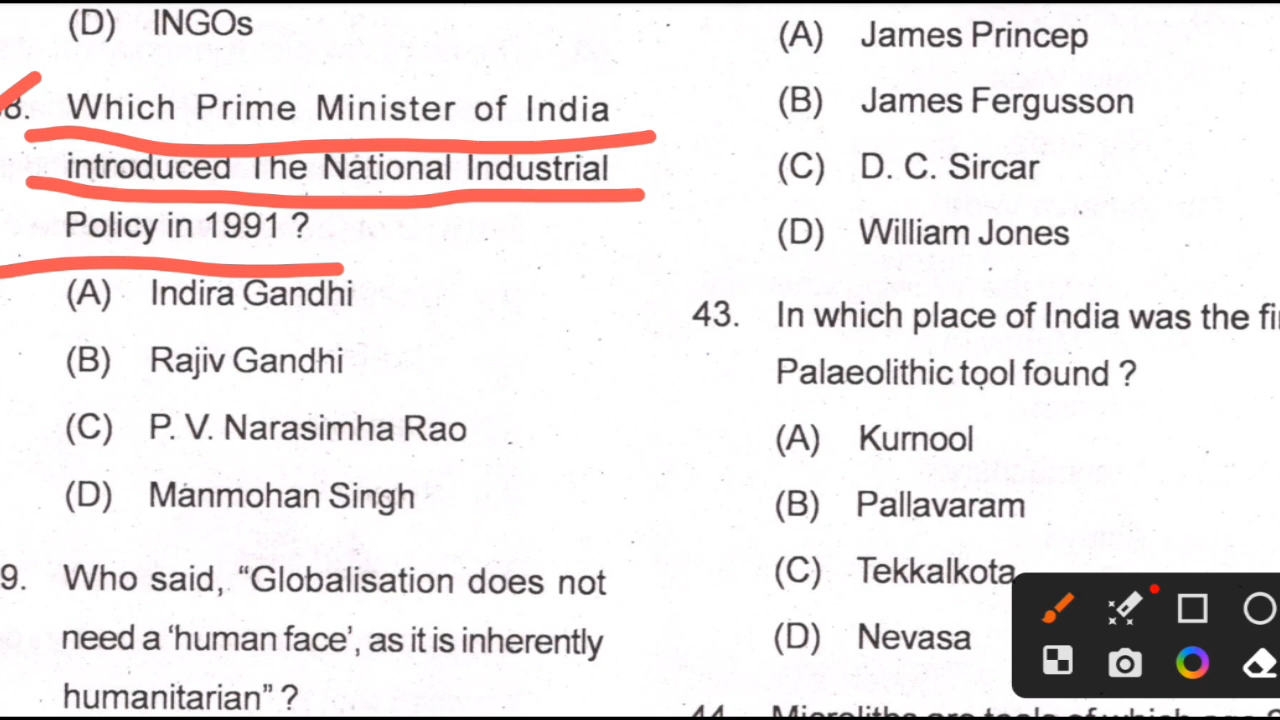 (D) INGOs
8. Which Prime Minister of India
introduced The National Industrial
Policy in 1991 ?
(A) Indira Gandhi
(B) Rajiv Gandhi
(C) P. V. Narasimha Rao
(D) Manmohan Singh
9. Who said, “Globalisation does not
need a ‘human face’, as it is inherently
humanitarian” ?
(A) James Princep
(B) James Fergusson
(C) D. C. Sircar
(D) William Jones
43. In which place of India was the
Palaeolithic tool found ?
(A) Kurnool
(B) Pallavaram
(C) Tekkalkota
(D) Nevasa